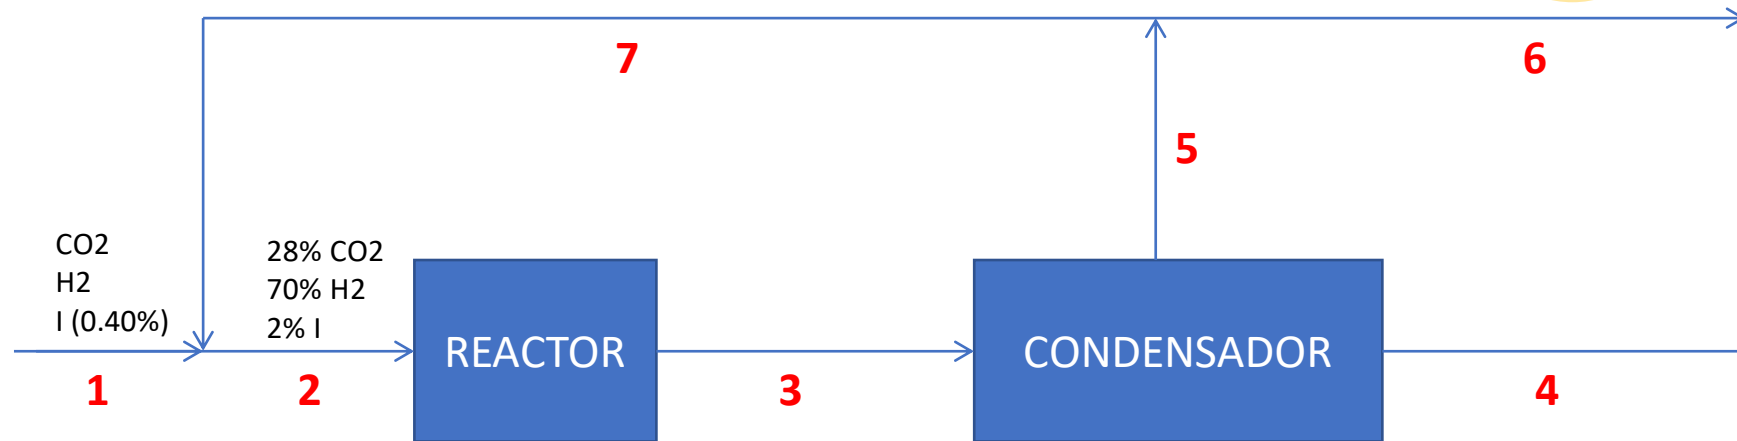 7
6
5
CO2
H2
I (0.40%)
28% CO2
70% H2
2% I
REACTOR
CONDENSADOR
1
2
3
4